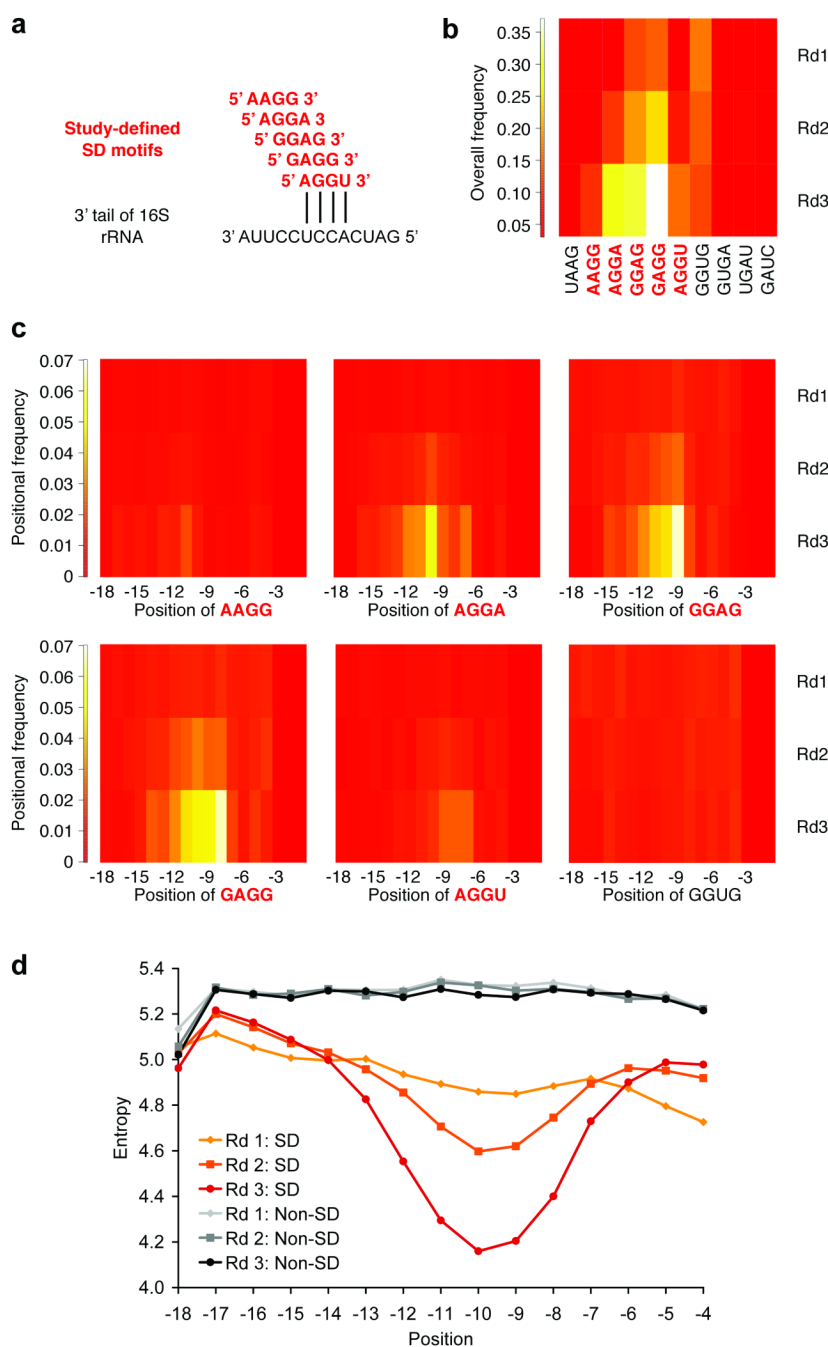 a
5' AAGG 3'
5' AGGA 3
5' GGAG 3'
5' GAGG 3'
5' AGGU 3'
Study-defined
SD motifs
3' tail of 16S
rRNA
3' AUUCCUCCACUAG 5'
b
Overall frequency
0.35
0.30
0.25
0.20
0.15
0.10
0.05
Rd1
Rd2
Rd3
UAAG
AAGG
AGGA
GGAG
GAGG
AGGU
GGUG
GUGA
UGAU
GAUC
c
Positional frequency
0.07
0.06
0.05
0.04
0.03
0.02
0.01
0
Rd1
Rd2
Rd3
-18 -15 -12 -9 -6 -3
Position of AAGG
-18 -15 -12 -9 -6 -3
Position of AGGA
-18 -15 -12 -9 -6 -3
Position of GGAG
Positional frequency
0.07
0.06
0.05
0.04
0.03
0.02
0.01
0
Rd1
Rd2
Rd3
-18 -15 -12 -9 -6 -3
Position of GAGG
-18 -15 -12 -9 -6 -3
Position of AGGU
-18 -15 -12 -9 -6 -3
Position of GGUG
d
Entropy
5.4
5.2
5.0
4.8
4.6
4.4
4.2
4.0
Rd 1: SD
Rd 2: SD
Rd 3: SD
Rd 1: Non-SD
Rd 2: Non-SD
Rd 3: Non-SD
-18 -17 -16 -15 -14 -13 -12 -11 -10 -9 -8 -7 -6 -5 -4
Position